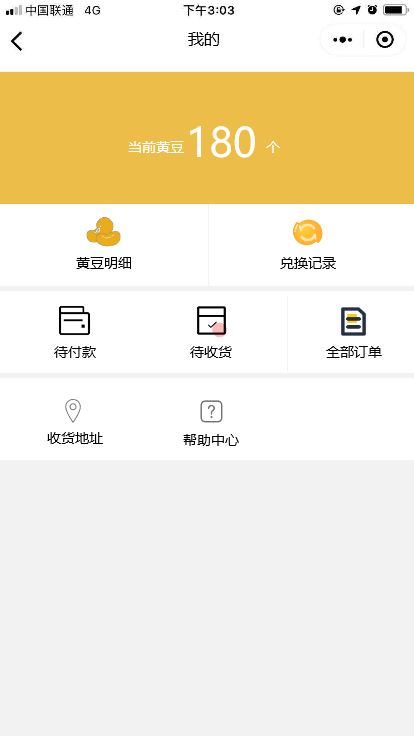 中国联通 4G 下午3:03
我的
当前黄豆 180 个
黄豆明细 兑换记录
待付款 待收货 全部订单
收货地址 帮助中心